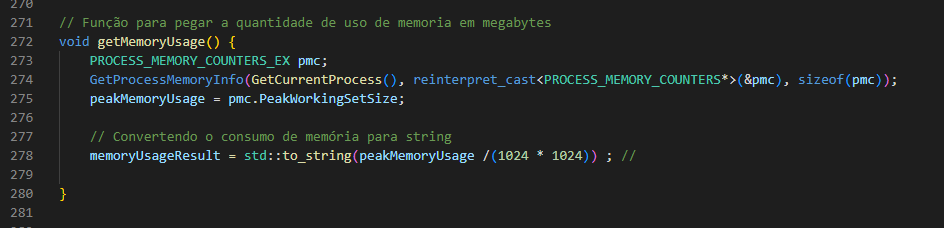 270
271 // Função para pegar a quantidade de uso de memoria em megabytes
272 void getMemoryUsage() {
273 PROCESS_MEMORY_COUNTERS_EX pmc;
274 GetProcessMemoryInfo(GetCurrentProcess(), reinterpret_cast<PROCESS_MEMORY_COUNTERS*>(&pmc), sizeof(pmc));
275 peakMemoryUsage = pmc.PeakWorkingSetSize;
276
277 // Convertendo o consumo de memória para string
278 memoryUsageResult = std::to_string(peakMemoryUsage /(1024 * 1024)) ; //
279
280 }
281